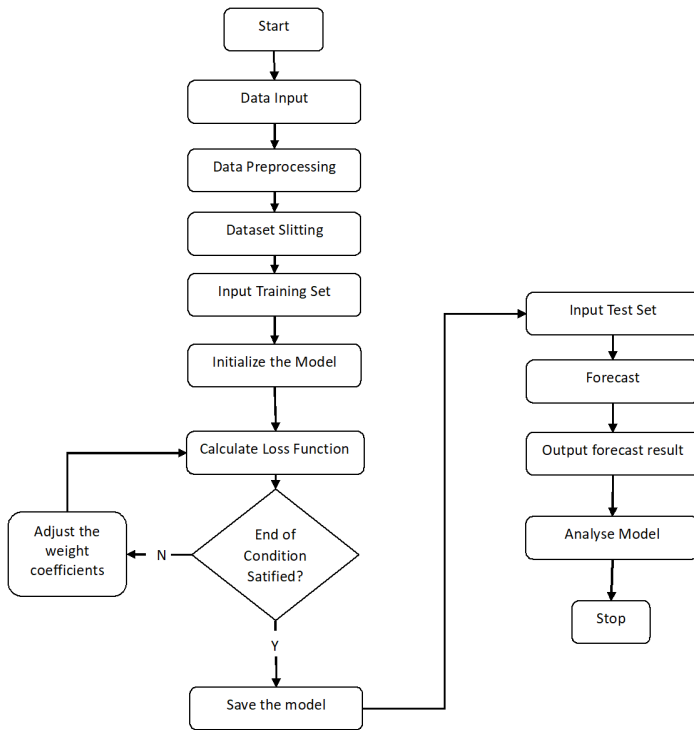 Start
Data Input
Data Preprocessing
Dataset Slitting
Input Training Set
Initialize the Model
Calculate Loss Function
End of
Condition
Satified?
N
Adjust the
weight
coefficients
Y
Save the model
Input Test Set
Forecast
Output forecast result
Analyse Model
Stop